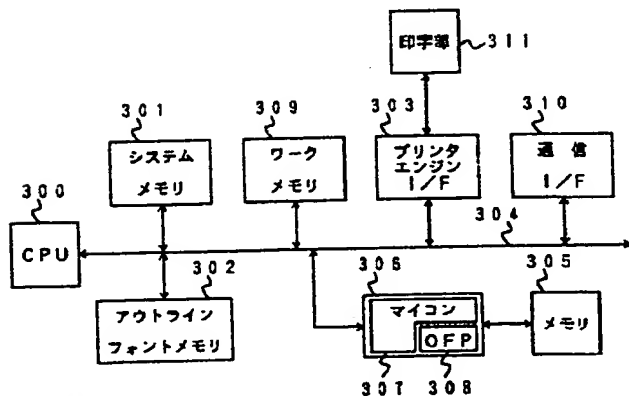 印字部
311
301
309
303
310
システム
メモリ
ワーク
メモリ
プリンタ
エンジン
I/F
通信
I/F
300
304
CPU
302
306
305
アウトライン
フォントメモリ
マイコン
OFP
メモリ
307
308